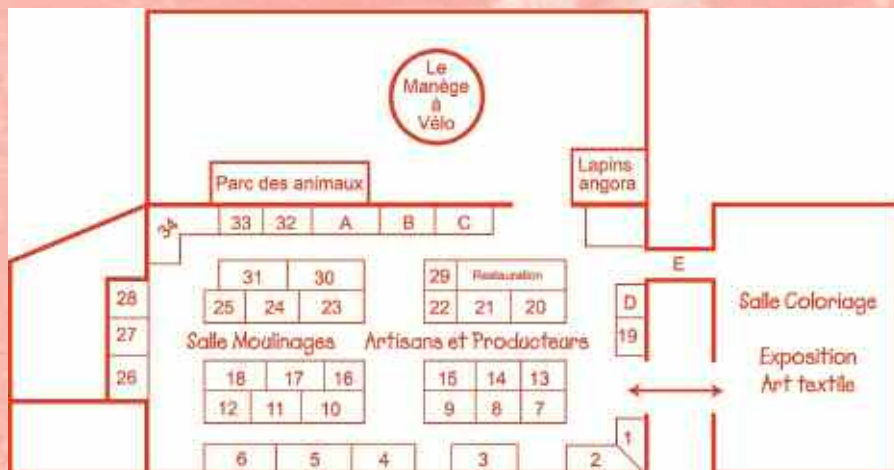 Le
Manège
à
Vélo
Parc des animaux
Lapins
angora
34
33 32 A B C
E
31 30
29 Restauration
28
25 24 23
22 21 20
D
Salle Coloriage
27
19
Salle Moulinages
Artisans et Producteurs
Exposition
Art textile
26
18 17 16
15 14 13
12 11 10
9 8 7
1
6 5 4
3
2